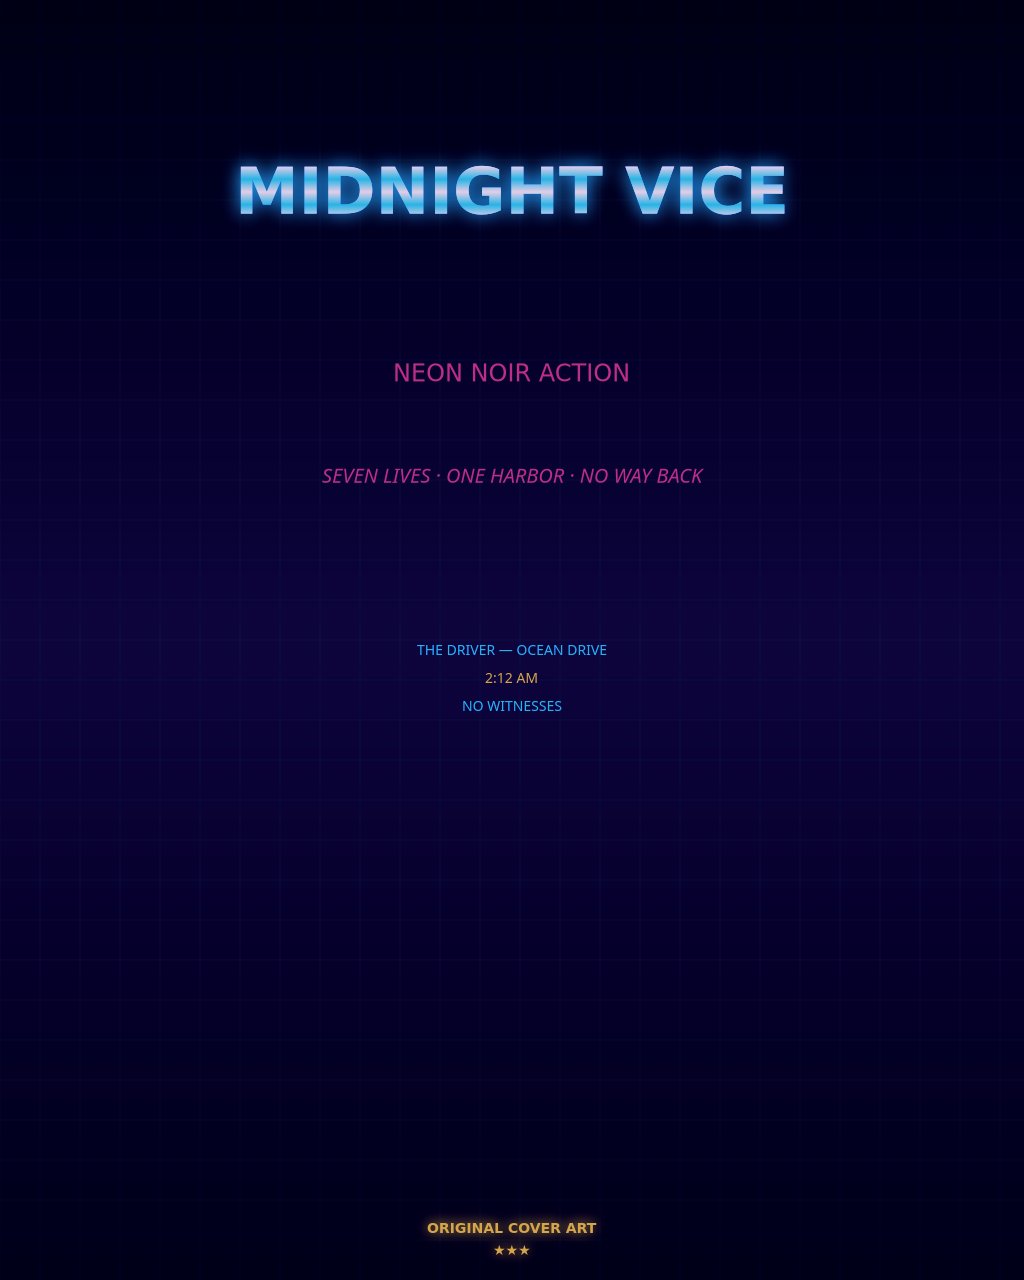 MIDNIGHT VICE
NEON NOIR ACTION
SEVEN LIVES · ONE HARBOR · NO WAY BACK
THE DRIVER — OCEAN DRIVE
2:12 AM
NO WITNESSES
ORIGINAL COVER ART
★★★